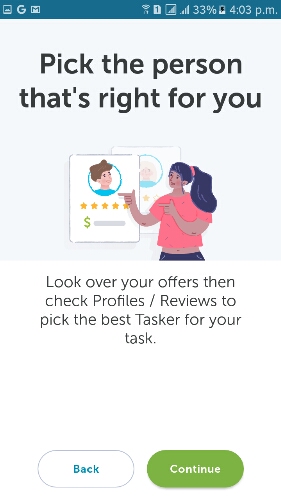 33% 4:03 p.m.
Pick the person
that's right for you
$
Look over your offers then
check Profiles / Reviews to
pick the best Tasker for your
task.
Back
Continue